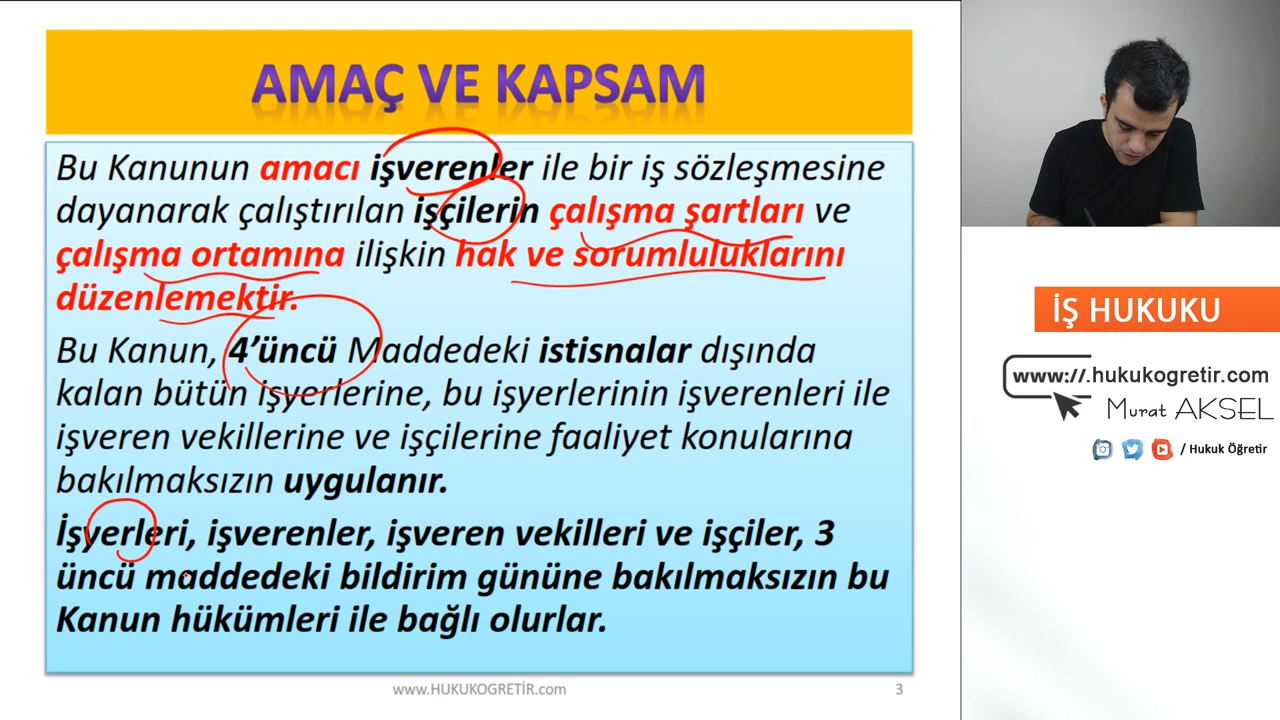 AMAÇ VE KAPSAM
Bu Kanunun amacı işverenler ile bir iş sözleşmesine
dayanarak çalıştırılan işçilerin çalışma şartları ve
çalışma ortamına ilişkin hak ve sorumluluklarını
düzenlemektir.
Bu Kanun, 4’üncü Maddedeki istisnalar dışında
kalan bütün işyerlerine, bu işyerlerinin işverenleri ile
işveren vekillerine ve işçilerine faaliyet konularına
bakılmaksızın uygulanır.
İşyerleri, işverenler, işveren vekilleri ve işçiler, 3
üncü maddedeki bildirim gününe bakılmaksızın bu
Kanun hükümleri ile bağlı olurlar.
www.HUKUKOGRETİR.com
3
İŞ HUKUKU
www://.hukukogretir.com
Murat AKSEL
/ Hukuk Öğretir